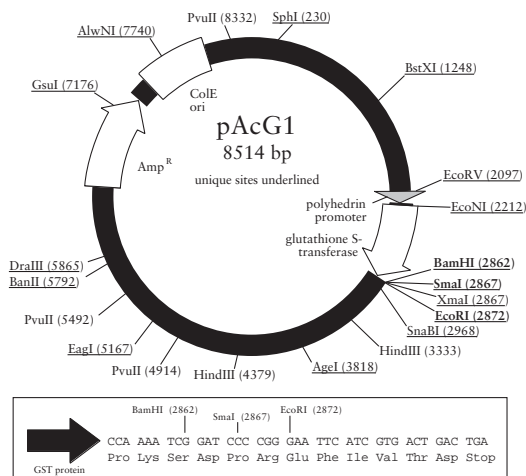 PvuII (8332)
SphI (230)
AlwNI (7740)
BstXI (1248)
GsuI (7176)
ColE
ori
pAcG1
8514 bp
unique sites underlined
Amp R
EcoRV (2097)
polyhedrin
promoter
EcoNI (2212)
glutathione S-
transferase
BamHI (2862)
SmaI (2867)
XmaI (2867)
EcoRI (2872)
SnaBI (2968)
HindIII (3333)
AgeI (3818)
HindIII (4379)
PvuII (4914)
EagI (5167)
PvuII (5492)
BanII (5792)
DraIII (5865)
BamHI (2862) SmaI (2867) EcoRI (2872)
CCA AAA TCG GAT CCC CGG GAA TTC ATC GTG ACT GAC TGA
Pro Lys Ser Asp Pro Arg Glu Phe Ile Val Thr Asp Stop
GST protein